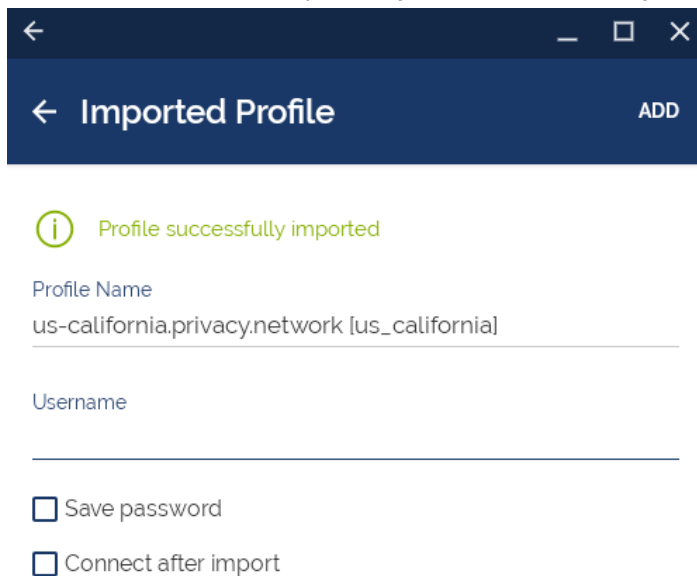 Imported Profile
ADD
Profile successfully imported
Profile Name
us-california.privacy.network [us_california]
Username
Save password
Connect after import